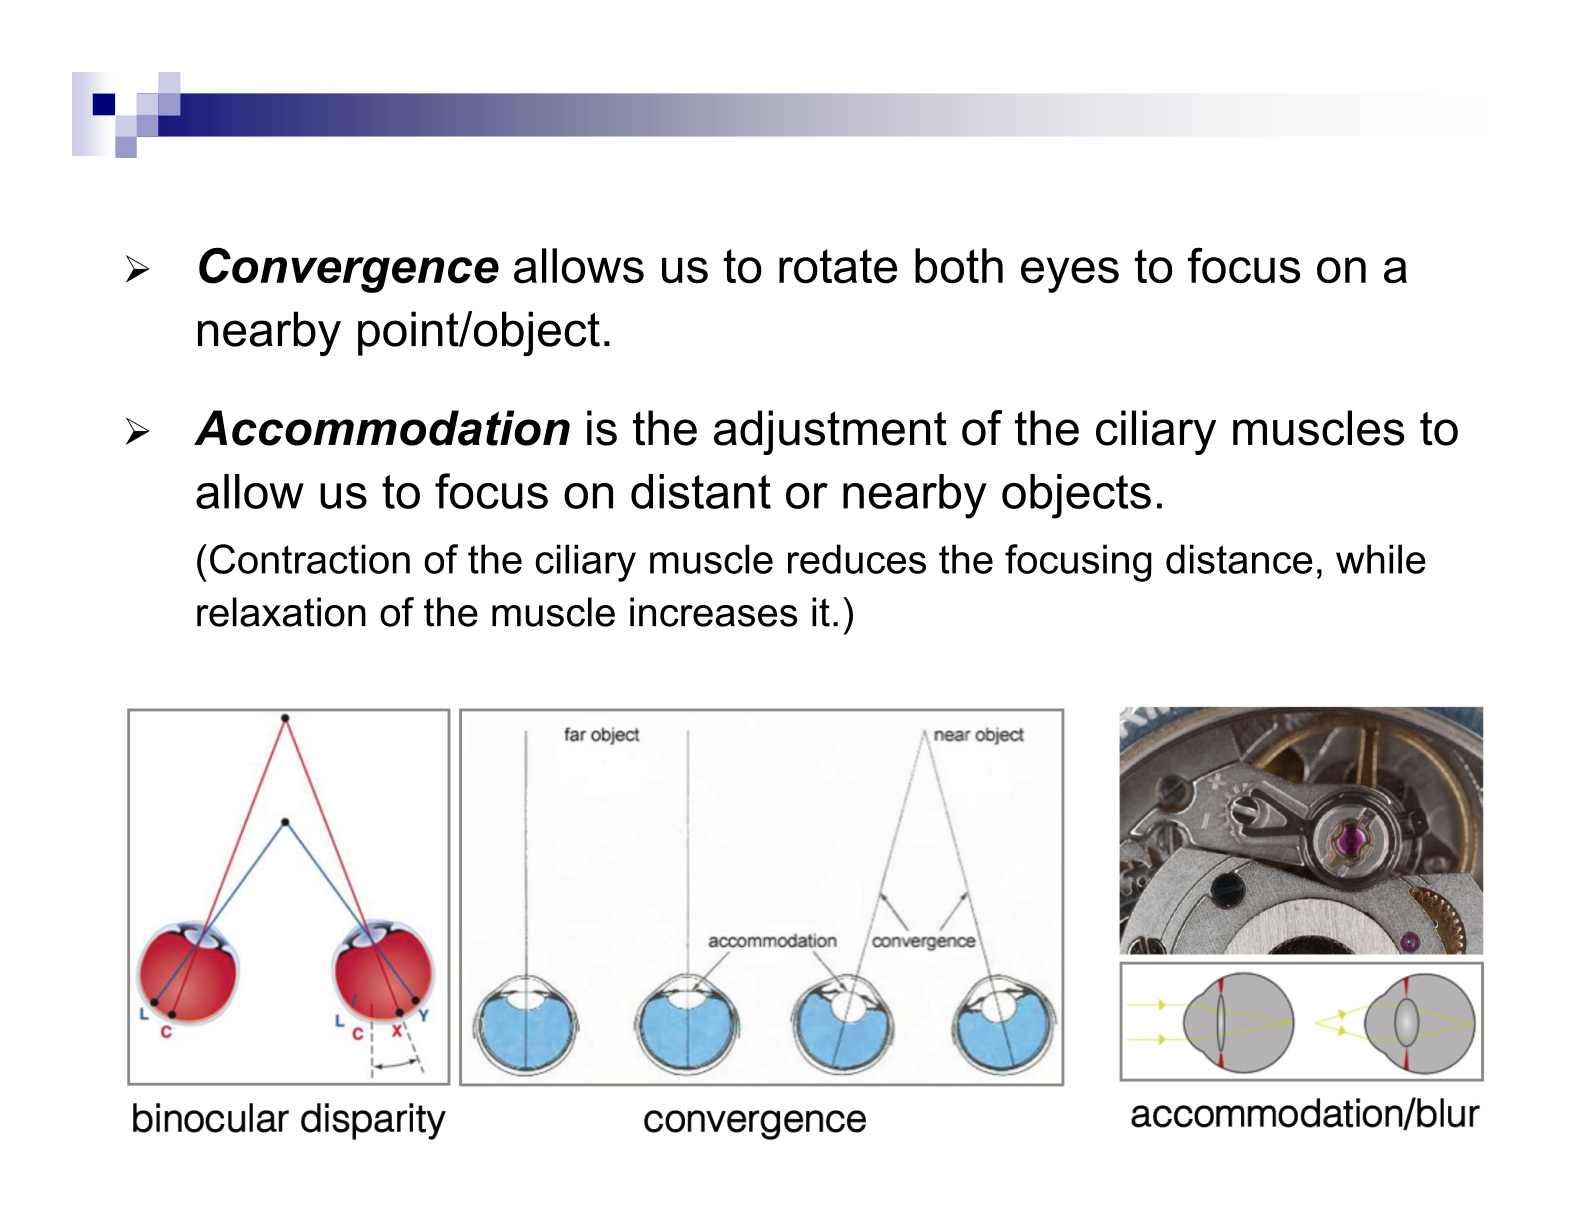 Convergence allows us to rotate both eyes to focus on a
nearby point/object.
Accommodation is the adjustment of the ciliary muscles to
allow us to focus on distant or nearby objects.
(Contraction of the ciliary muscle reduces the focusing distance, while
relaxation of the muscle increases it.)
L
C
L
C
X
Y
binocular disparity
far object
near object
accommodation
convergence
convergence
accommodation/blur